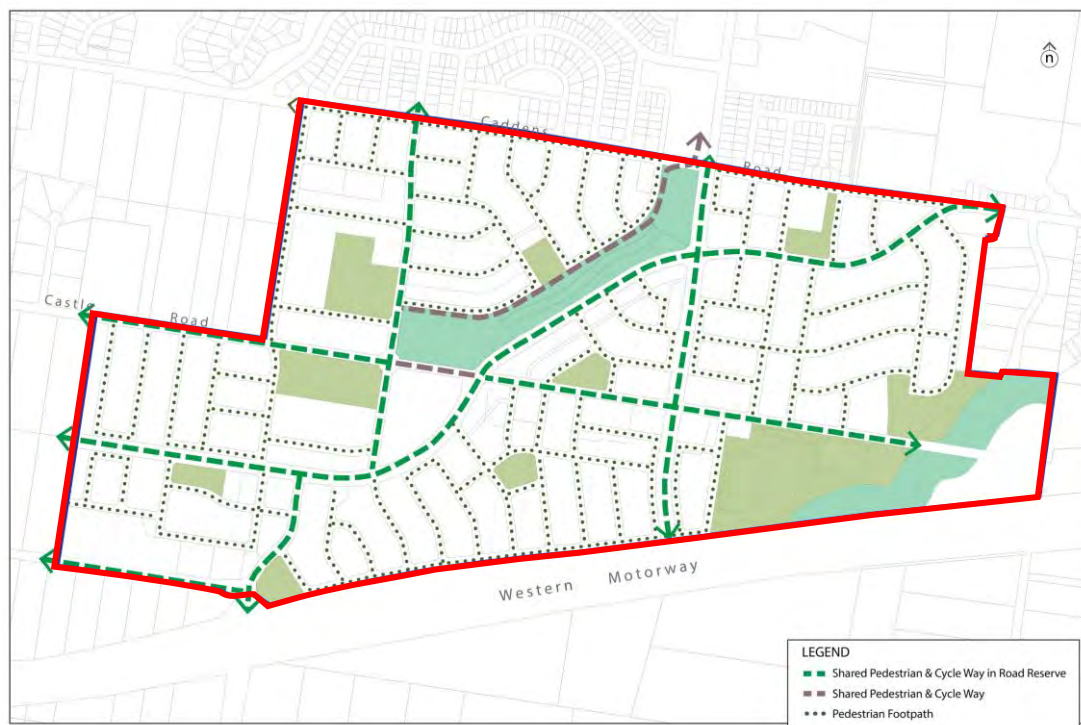 n
Caddens
Road
Castle
Road
Western Motorway
LEGEND
Shared Pedestrian & Cycle Way in Road Reserve
Shared Pedestrian & Cycle Way
Pedestrian Footpath